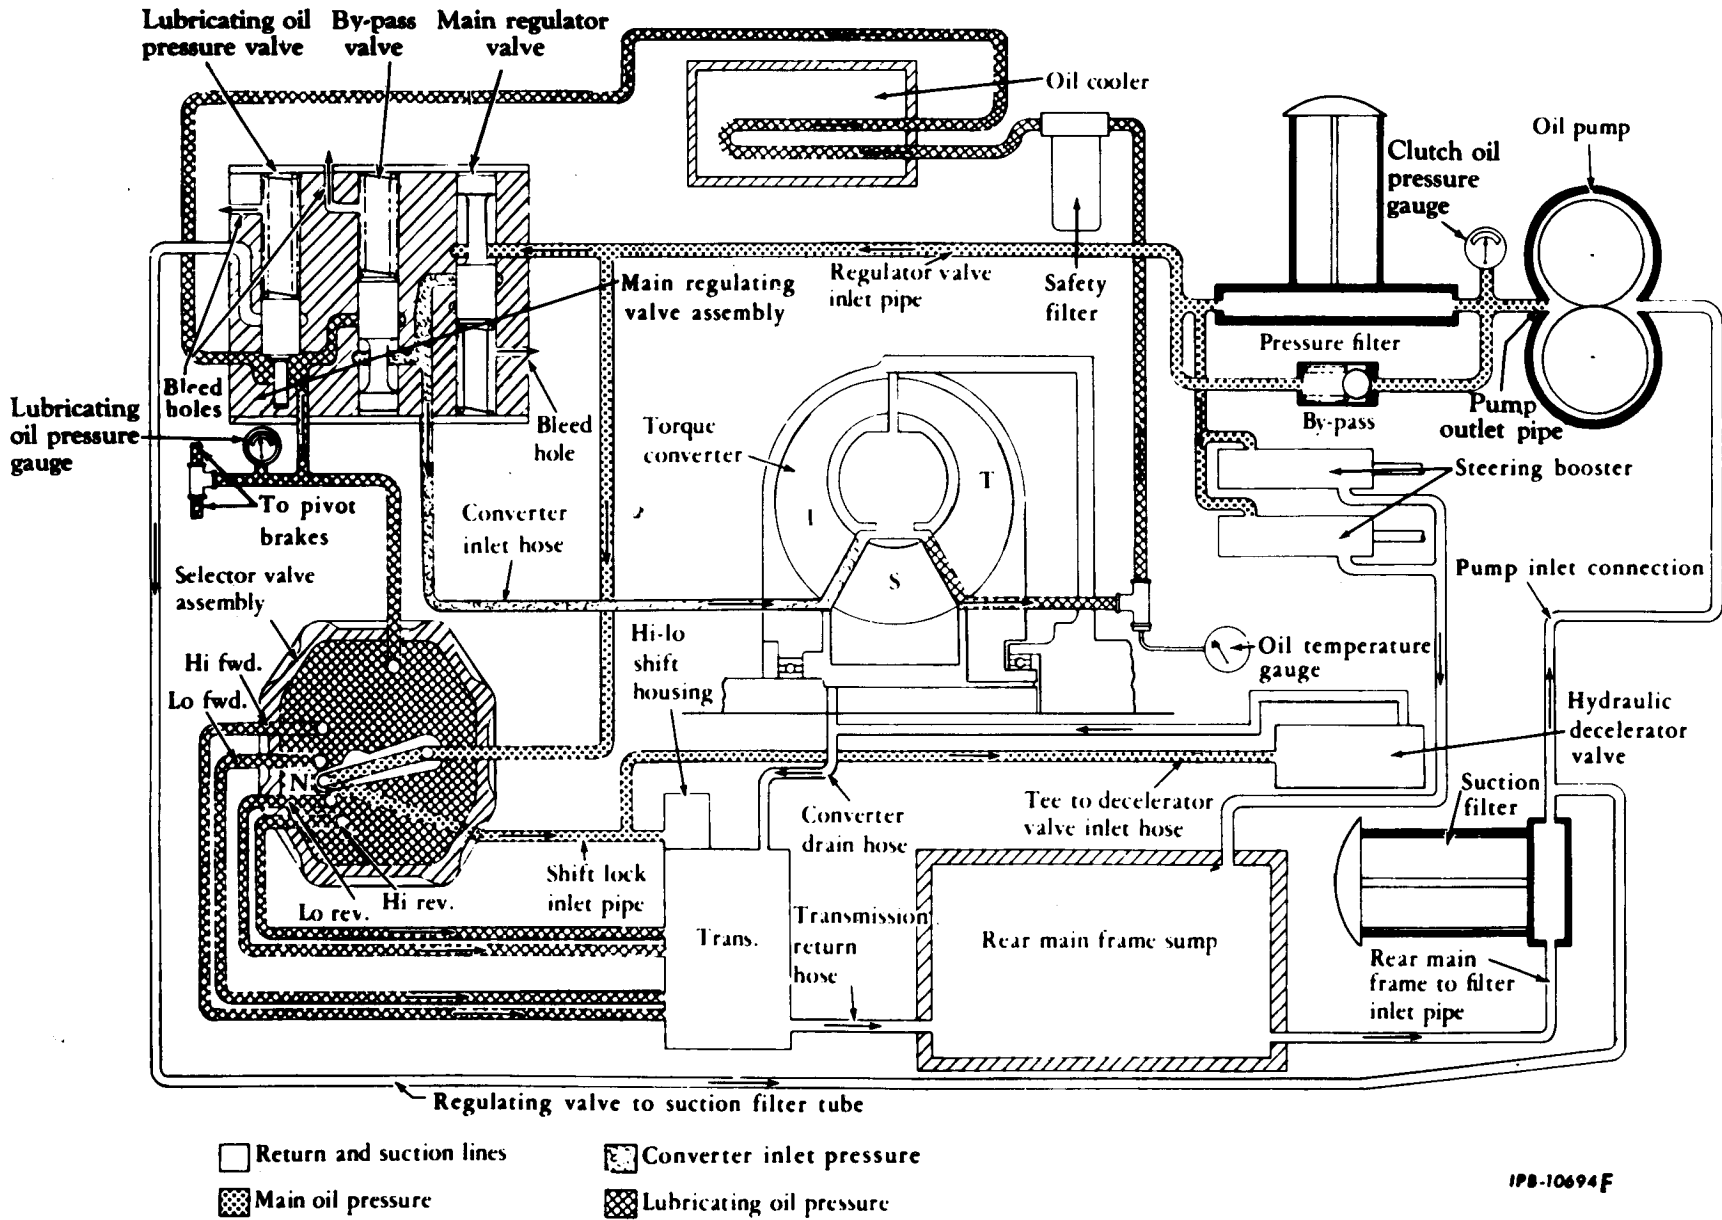 Lubricating oil
pressure valve
By-pass
valve
Main regulator
valve
Oil cooler
Oil pump
Clutch oil
pressure
gauge
Regulator valve
inlet pipe
Safety
filter
Main regulating
valve assembly
Pressure filter
Bleed
holes
Lubricating
oil pressure
gauge
Bleed
hole
Torque
converter
I
T
S
By-pass
Pump
outlet pipe
Steering booster
To pivot
brakes
Converter
inlet hose
Selector valve
assembly
Pump inlet connection
Hi fwd.
Lo fwd.
N
Hi-lo
shift
housing
Oil temperature
gauge
Hydraulic
decelerator
valve
Suction
filter
Converter
drain hose
Tee to decelerator
valve inlet hose
Shift lock
inlet pipe
Lo rev.
Hi rev.
Trans.
Transmission
return
hose
Rear main frame sump
Rear main
frame to filter
inlet pipe
Regulating valve to suction filter tube
Return and suction lines
Converter inlet pressure
Main oil pressure
Lubricating oil pressure
IPB-10694F